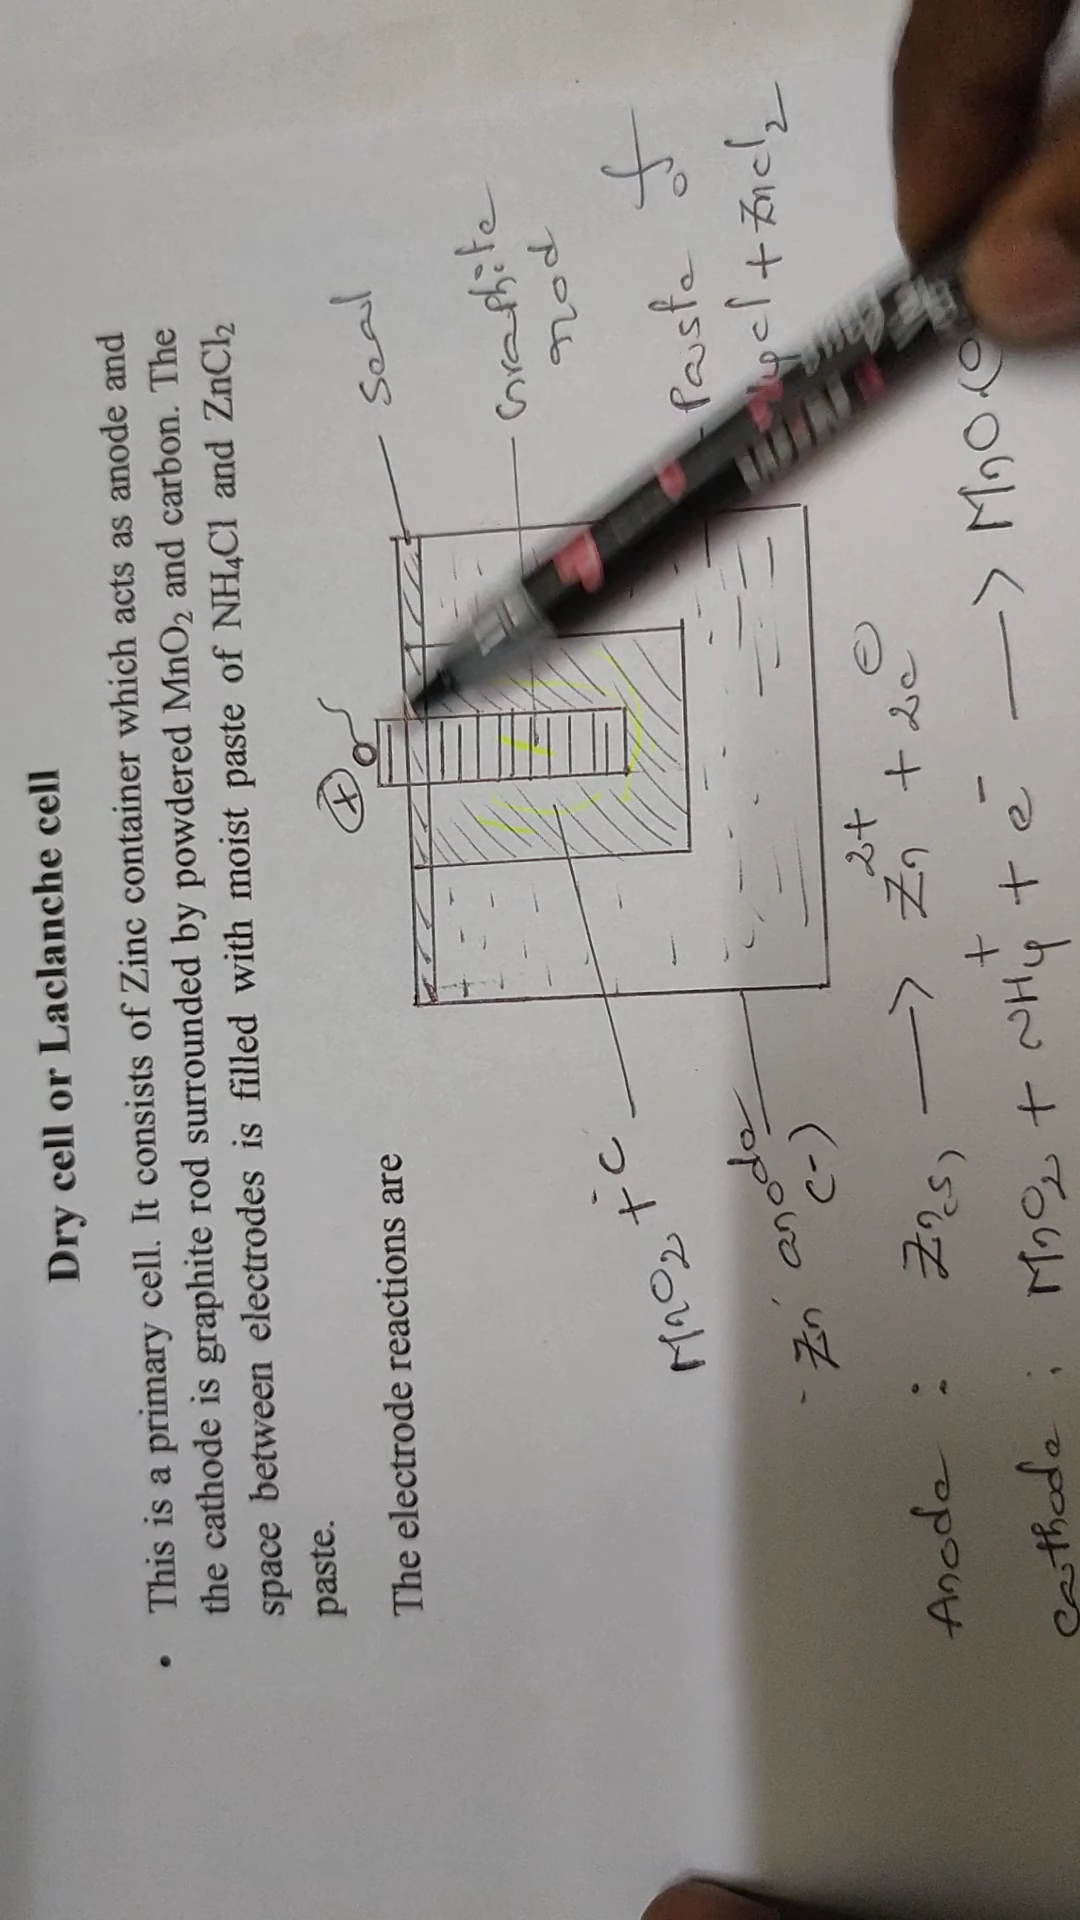 Dry cell or Laclanche cell
• This is a primary cell. It consists of Zinc container which acts as anode and
the cathode is graphite rod surrounded by powdered MnO₂ and carbon. The
space between electrodes is filled with moist paste of NH₄Cl and ZnCl₂
paste.
The electrode reactions are
+
Seal
Graphite
rod
Paste of
Cl + ZnCl₂
MnO₂ + C
Zn anode
(-)
Anode : Zn(s) → Zn²⁺ + 2e⊖
Cathode : MnO₂ + NH₄⁺ + e⁻ → MnO(O